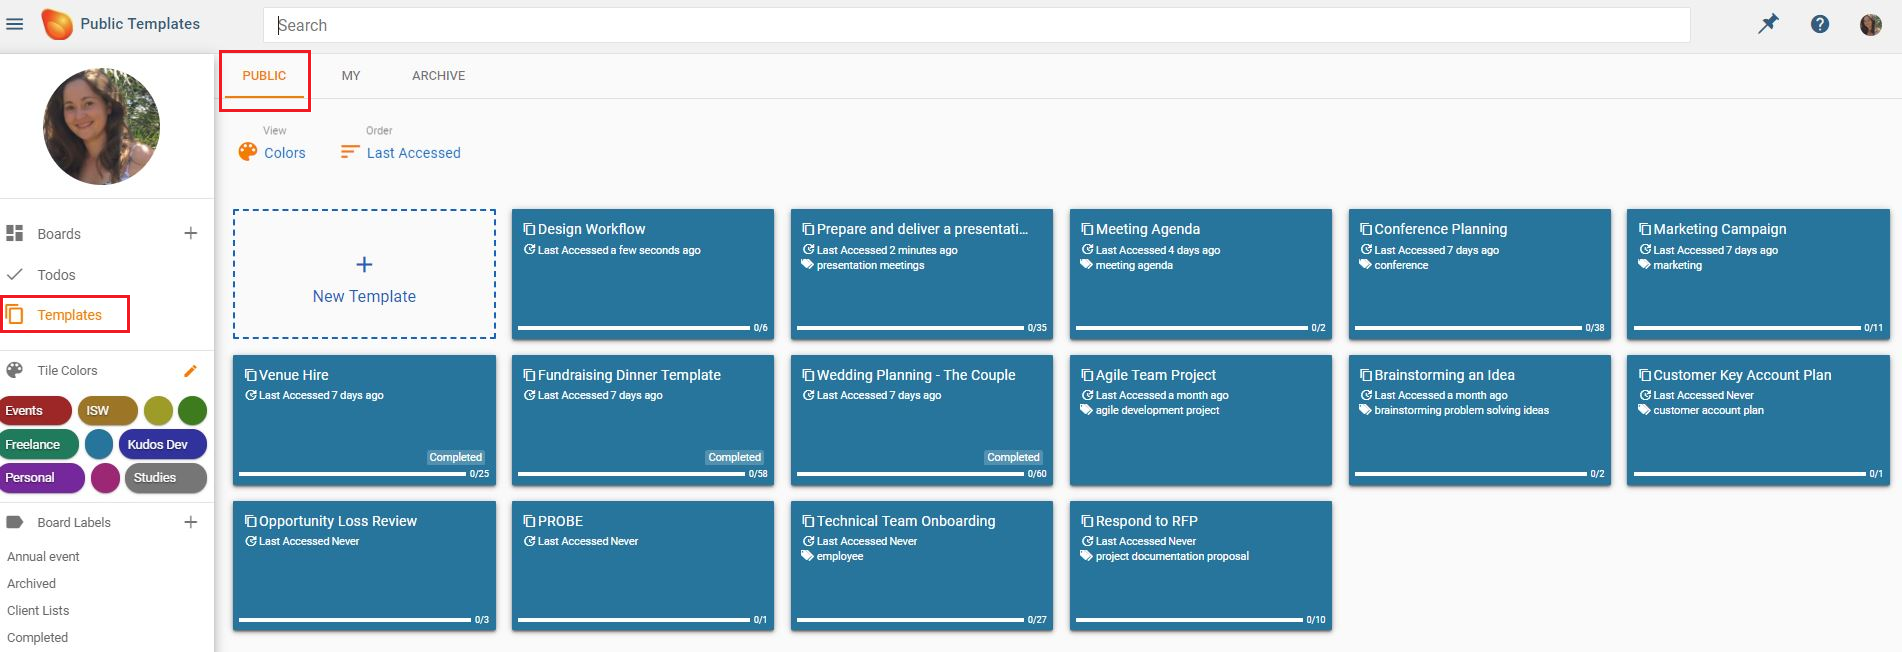 Public Templates
Search
PUBLIC
MY
ARCHIVE
View
Order
Colors
Last Accessed
Boards
Todos
Templates
Tile Colors
Events
ISW
Freelance
Kudos Dev
Personal
Studies
Board Labels
Annual event
Archived
Client Lists
Completed
New Template
Design Workflow
Last Accessed a few seconds ago
0/6
Prepare and deliver a presentati...
Last Accessed 2 minutes ago
presentation meetings
0/35
Meeting Agenda
Last Accessed 4 days ago
meeting agenda
0/2
Conference Planning
Last Accessed 7 days ago
conference
0/38
Marketing Campaign
Last Accessed 7 days ago
marketing
0/11
Venue Hire
Last Accessed 7 days ago
Completed
0/25
Fundraising Dinner Template
Last Accessed 7 days ago
Completed
0/58
Wedding Planning - The Couple
Last Accessed 7 days ago
Completed
0/60
Agile Team Project
Last Accessed a month ago
agile development project
Brainstorming an Idea
Last Accessed a month ago
brainstorming problem solving ideas
0/2
Customer Key Account Plan
Last Accessed Never
customer account plan
0/1
Opportunity Loss Review
Last Accessed Never
0/3
PROBE
Last Accessed Never
0/1
Technical Team Onboarding
Last Accessed Never
employee
0/27
Respond to RFP
Last Accessed Never
project documentation proposal
0/10